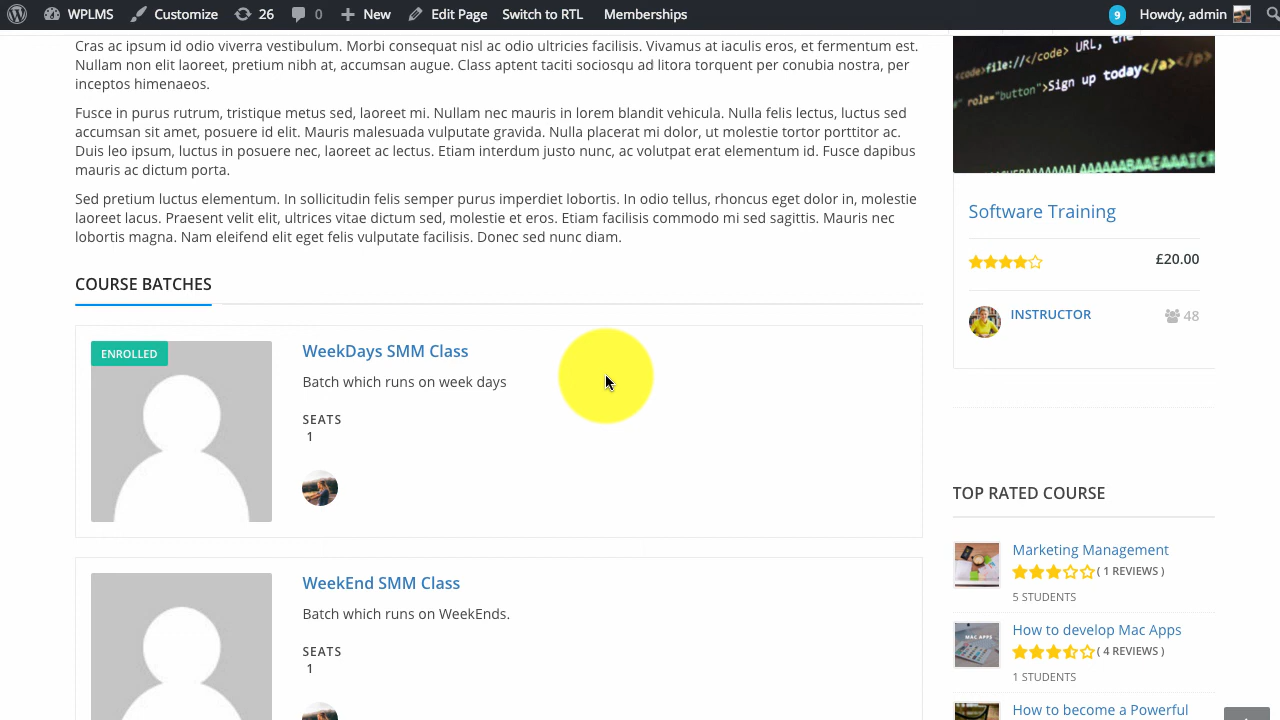 WPLMS Customize 26 0 New Edit Page Switch to RTL Memberships 9 Howdy, admin
Cras ac ipsum id odio viverra vestibulum. Morbi consequat nisl ac odio ultricies facilisis. Vivamus at iaculis eros, et fermentum est.
Nullam non elit laoreet, pretium nibh at, accumsan augue. Class aptent taciti sociosqu ad litora torquent per conubia nostra, per
inceptos himenaeos.
Fusce in purus rutrum, tristique metus sed, laoreet mi. Nullam nec mauris in lorem blandit vehicula. Nulla felis lectus, luctus sed
accumsan sit amet, posuere id elit. Mauris malesuada vulputate gravida. Nulla placerat mi dolor, ut molestie tortor porttitor ac.
Duis leo ipsum, luctus in posuere nec, laoreet ac lectus. Etiam interdum justo nunc, ac volutpat erat elementum id. Fusce dapibus
mauris ac dictum porta.
Sed pretium luctus elementum. In sollicitudin felis semper purus imperdiet lobortis. In odio tellus, rhoncus eget dolor in, molestie
laoreet lacus. Praesent velit elit, ultrices vitae dictum sed, molestie et eros. Etiam facilisis commodo mi sed sagittis. Mauris nec
lobortis magna. Nam eleifend elit eget felis vulputate facilisis. Donec sed nunc diam.
COURSE BATCHES
ENROLLED
WeekDays SMM Class
Batch which runs on week days
SEATS
1
WeekEnd SMM Class
Batch which runs on WeekEnds.
SEATS
1
<code>file://</code> URL, the
role="button">Sign up today</a></p>
Software Training
£20.00
INSTRUCTOR 48
TOP RATED COURSE
Marketing Management
( 1 REVIEWS )
5 STUDENTS
MAC APPS
How to develop Mac Apps
( 4 REVIEWS )
1 STUDENTS
How to become a Powerful